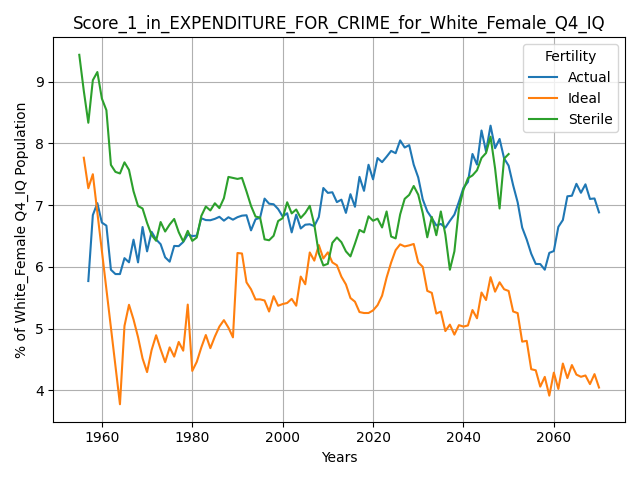 Score_1_in_EXPENDITURE_FOR_CRIME_for_White_Female_Q4_IQ
% of White_Female Q4_IQ Population
9
8
7
6
5
4
Fertility
Actual
Ideal
Sterile
1960
1980
2000
2020
2040
2060
Years